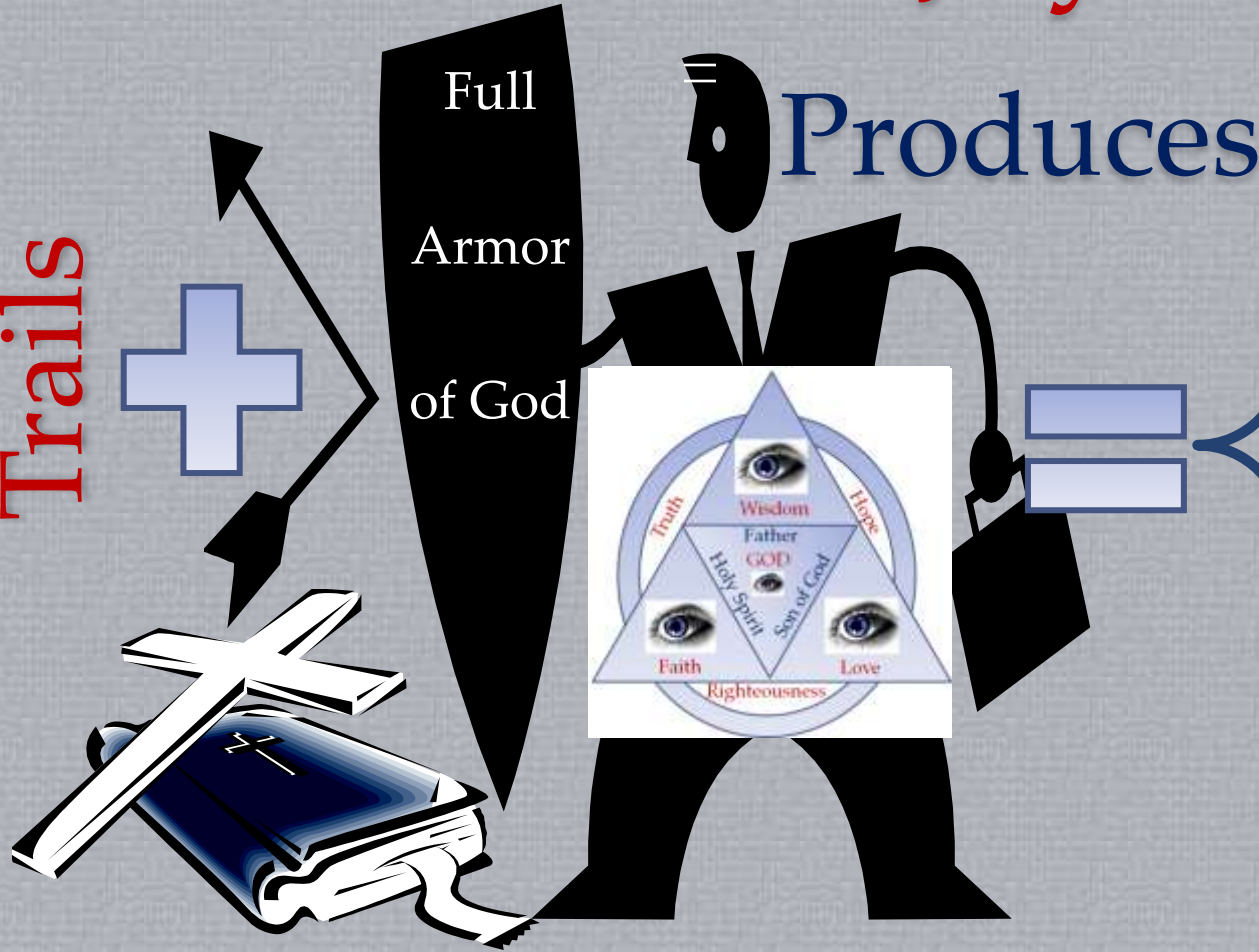 Full
Armor
of God
Produces
Trails
Wisdom
Truth
Hope
Father
GOD
Holy Spirit
Son of God
Faith
Love
Righteousness